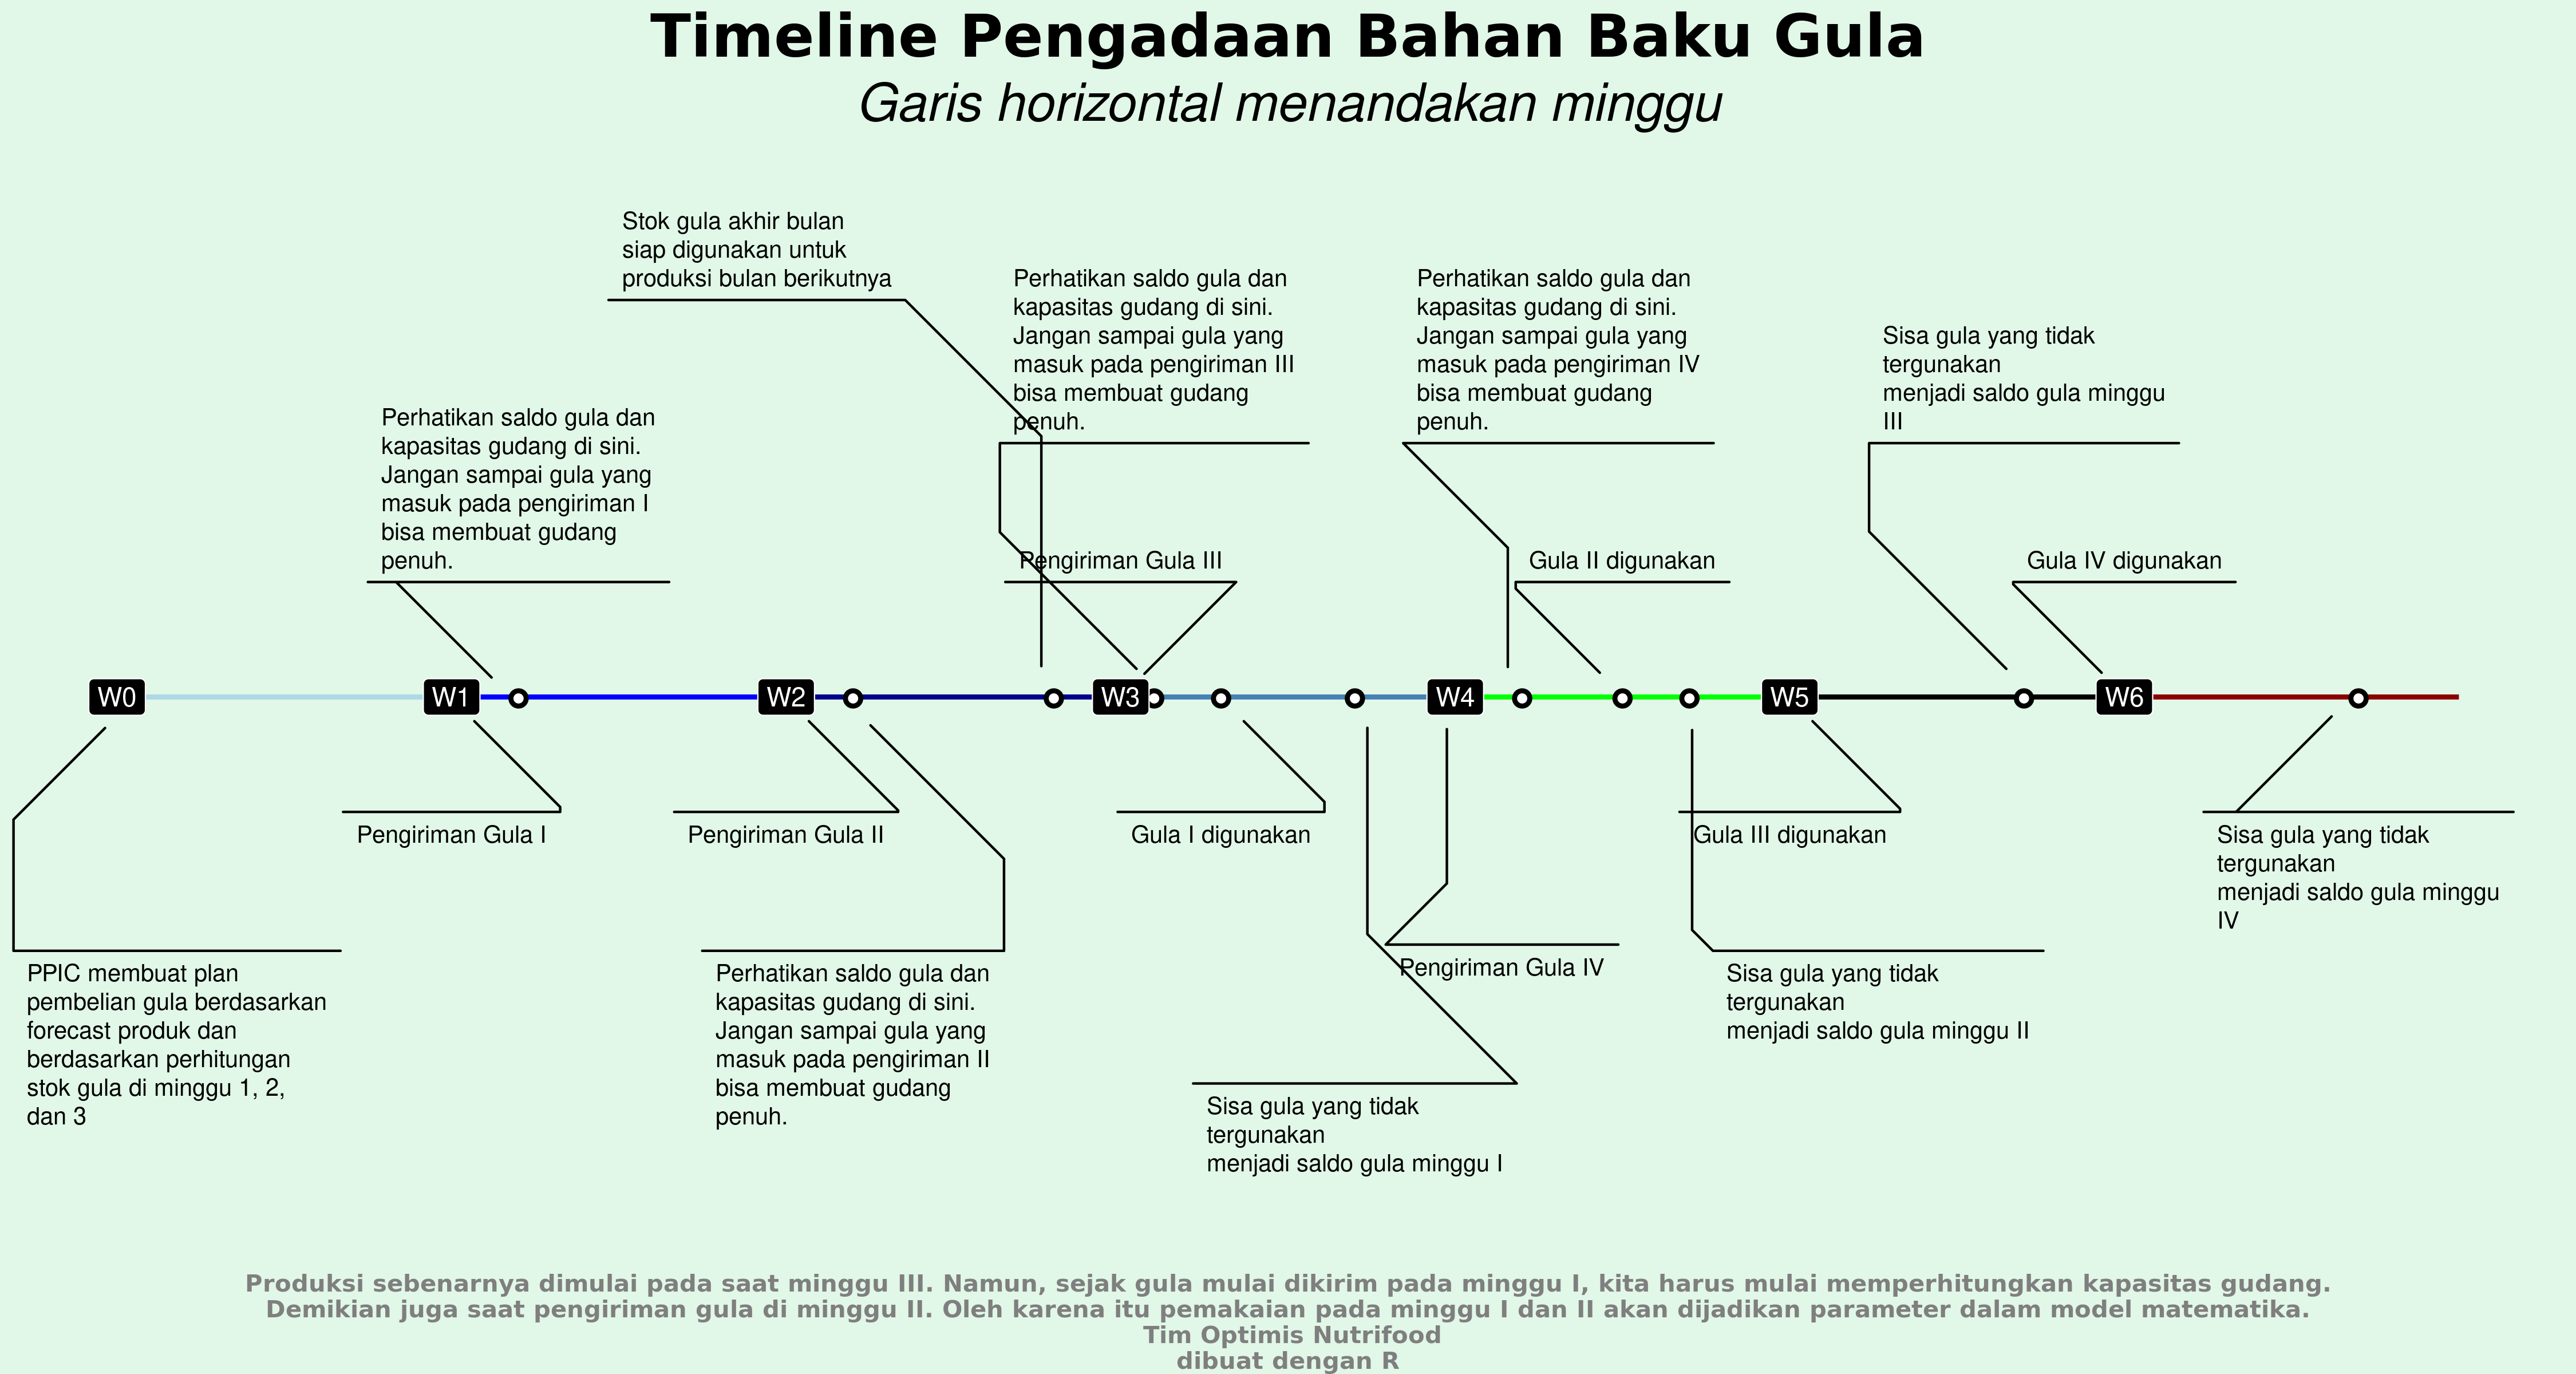 Timeline Pengadaan Bahan Baku Gula
Garis horizontal menandakan minggu
Stok gula akhir bulan
siap digunakan untuk
produksi bulan berikutnya
Perhatikan saldo gula dan
kapasitas gudang di sini.
Jangan sampai gula yang
masuk pada pengiriman III
bisa membuat gudang
penuh.
Perhatikan saldo gula dan
kapasitas gudang di sini.
Jangan sampai gula yang
masuk pada pengiriman IV
bisa membuat gudang
penuh.
Sisa gula yang tidak
tergunakan
menjadi saldo gula minggu
III
Perhatikan saldo gula dan
kapasitas gudang di sini.
Jangan sampai gula yang
masuk pada pengiriman I
bisa membuat gudang
penuh.
Pengiriman Gula III
Gula II digunakan
Gula IV digunakan
W0
W1
W2
W3
W4
W5
W6
Pengiriman Gula I
Pengiriman Gula II
Gula I digunakan
Gula III digunakan
Sisa gula yang tidak
tergunakan
menjadi saldo gula minggu
IV
Pengiriman Gula IV
PPIC membuat plan
pembelian gula berdasarkan
forecast produk dan
berdasarkan perhitungan
stok gula di minggu 1, 2,
dan 3
Perhatikan saldo gula dan
kapasitas gudang di sini.
Jangan sampai gula yang
masuk pada pengiriman II
bisa membuat gudang
penuh.
Sisa gula yang tidak
tergunakan
menjadi saldo gula minggu II
Sisa gula yang tidak
tergunakan
menjadi saldo gula minggu I
Produksi sebenarnya dimulai pada saat minggu III. Namun, sejak gula mulai dikirim pada minggu I, kita harus mulai memperhitungkan kapasitas gudang.
Demikian juga saat pengiriman gula di minggu II. Oleh karena itu pemakaian pada minggu I dan II akan dijadikan parameter dalam model matematika.
Tim Optimis Nutrifood
dibuat dengan R